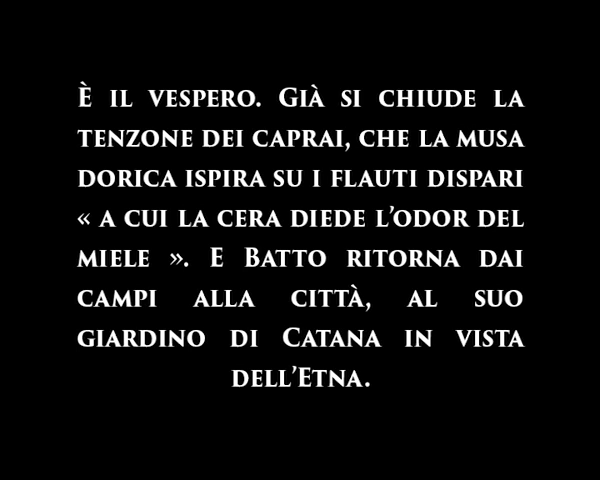 È il vespero. Già si chiude la
tenzone dei caprai, che la musa
dorica ispira su i flauti dispari
« a cui la cera diede l’odor del
miele ». E Batto ritorna dai
campi alla città, al suo
giardino di Catana in vista
dell’Etna.